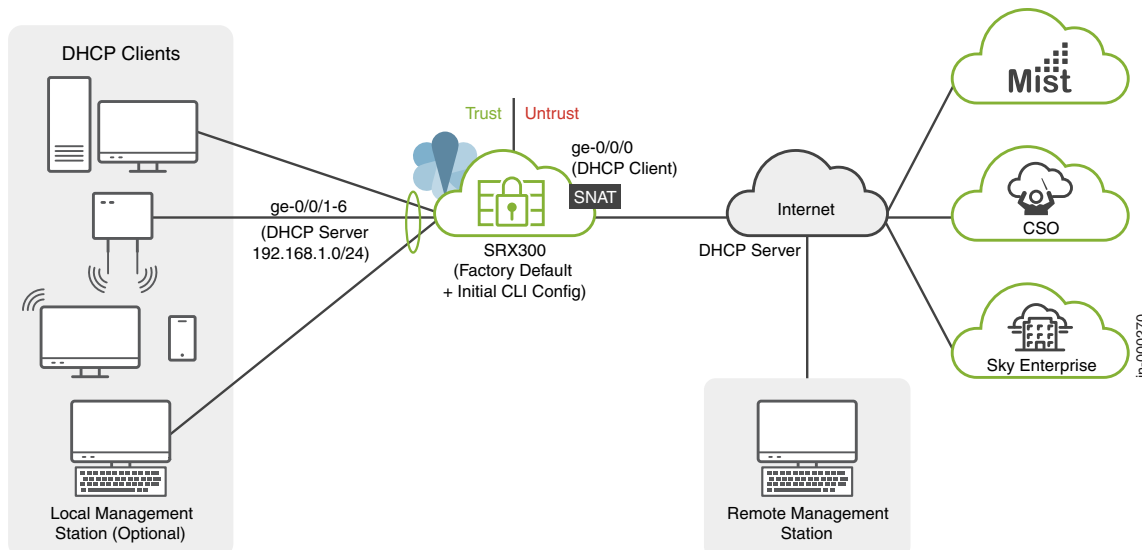 DHCP Clients
Local Management
Station (Optional)
ge-0/0/1-6
(DHCP Server
192.168.1.0/24)
Trust
Untrust
ge-0/0/0
(DHCP Client)
SNAT
SRX300
(Factory Default
+ Initial CLI Config)
Internet
DHCP Server
Remote Management
Station
Mist
CSO
Sky Enterprise
jn-000270